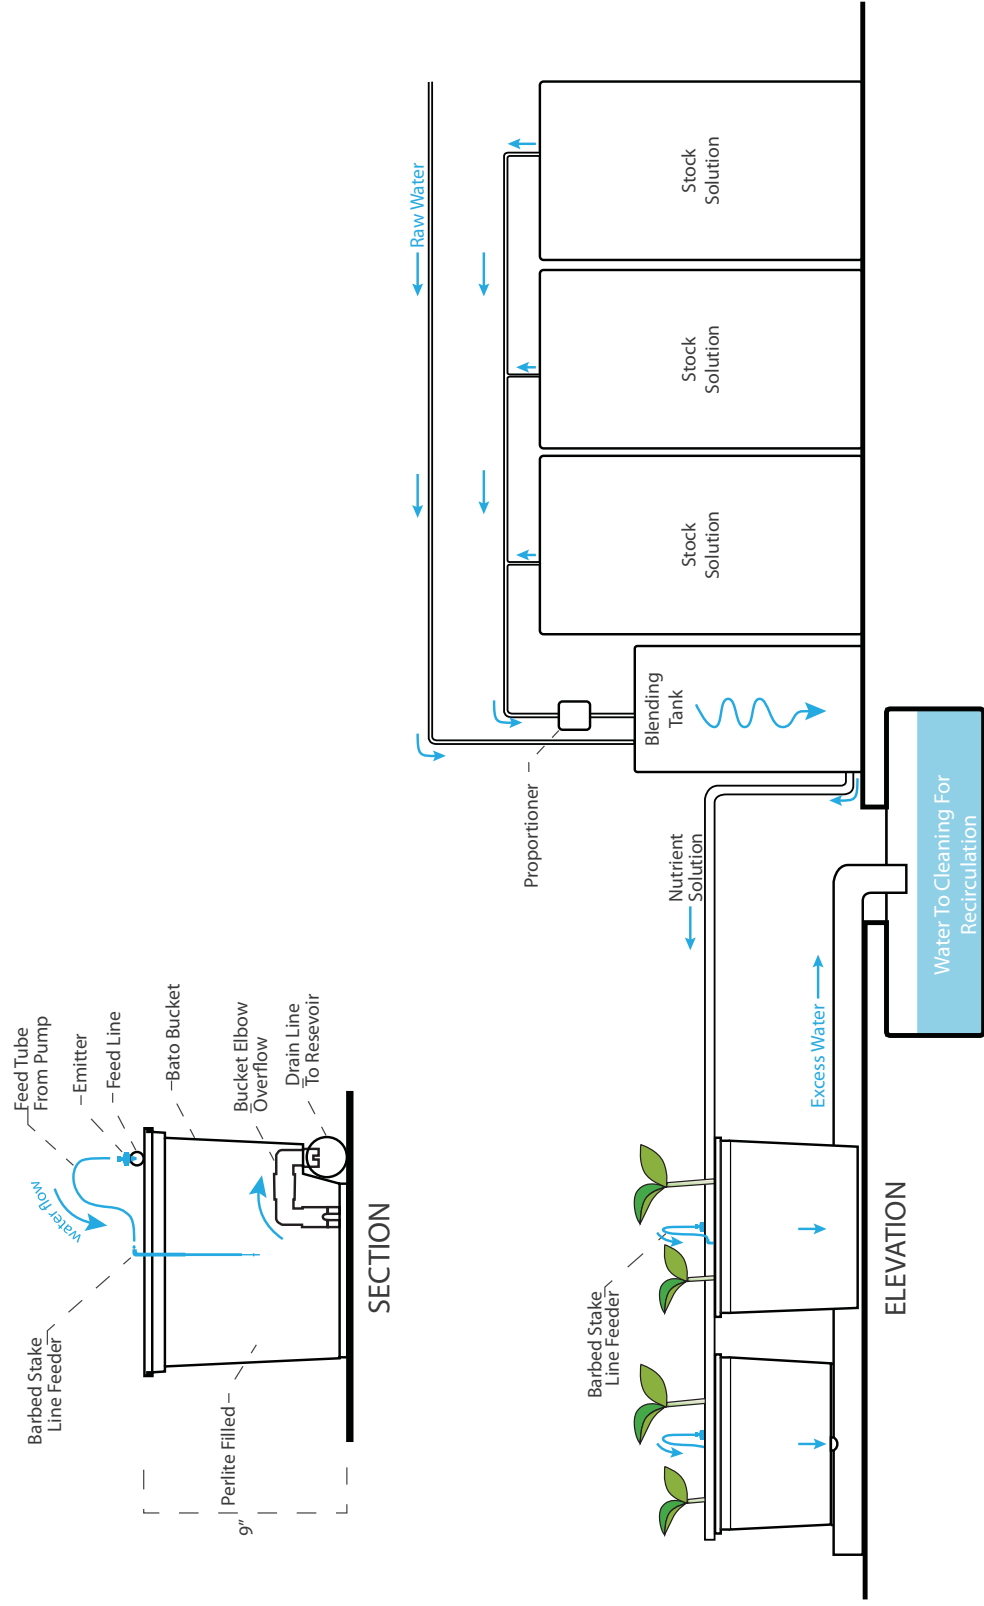 Feed Tube
From Pump
Emitter
Feed Line
Bato Bucket
Bucket Elbow
Overflow
Drain Line
To Resevoir
water flow
Barbed Stake
Line Feeder
Perlite Filled
9"
SECTION
Raw Water
Stock
Solution
Stock
Solution
Stock
Solution
Blending
Tank
Proportioner
Nutrient
Solution
Barbed Stake
Line Feeder
Excess Water
Water To Cleaning For
Recirculation
ELEVATION